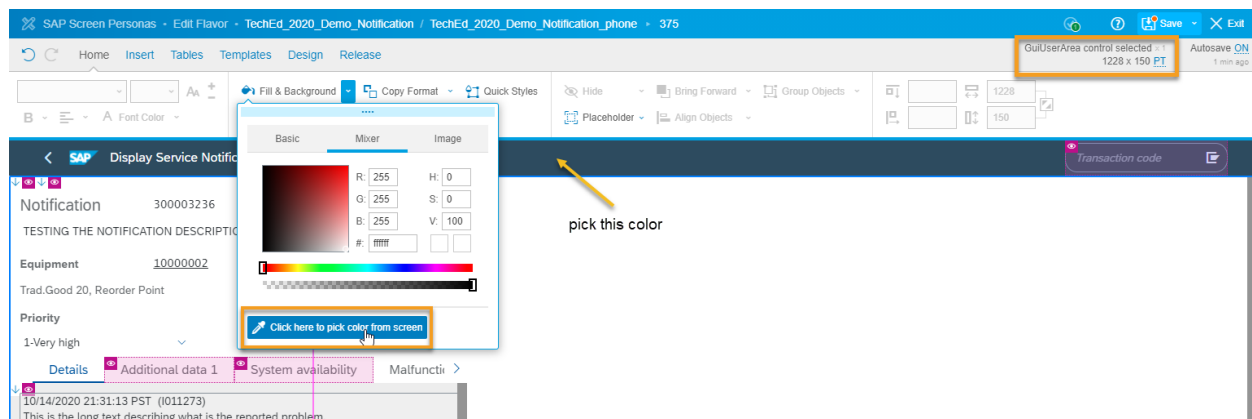 SAP Screen Personas - Edit Flavor - TechEd_2020_Demo_Notification / TechEd_2020_Demo_Notification_phone 375
Save
Exit
Home Insert Tables Templates Design Release
GuiUserArea control selected x 1
1228 x 150 PT
Autosave ON
1 min ago
Fill & Background Copy Format Quick Styles
Hide Bring Forward Group Objects
1228
B A Font Color
Placeholder Align Objects
150
SAP Display Service Notific
Transaction code
Basic Mixer Image
R: 255 H: 0
G: 255 S: 0
B: 255 V: 100
#: ffffff
Click here to pick color from screen
pick this color
Notification 300003236
TESTING THE NOTIFICATION DESCRIPTIO
Equipment 10000002
Trad.Good 20, Reorder Point
Priority
1-Very high
Details Additional data 1 System availability Malfuncti
10/14/2020 21:31:13 PST (I011273)
This is the long text describing what is the reported problem